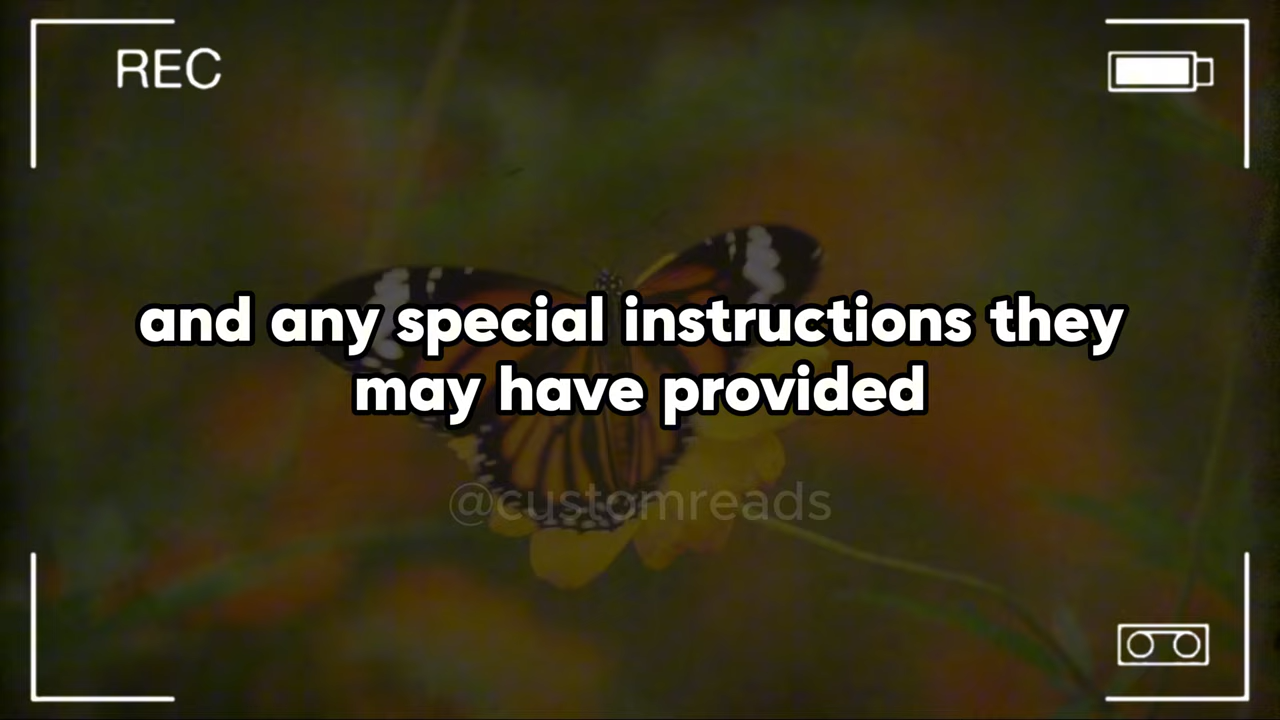 REC
and any special instructions they
may have provided
@customreads